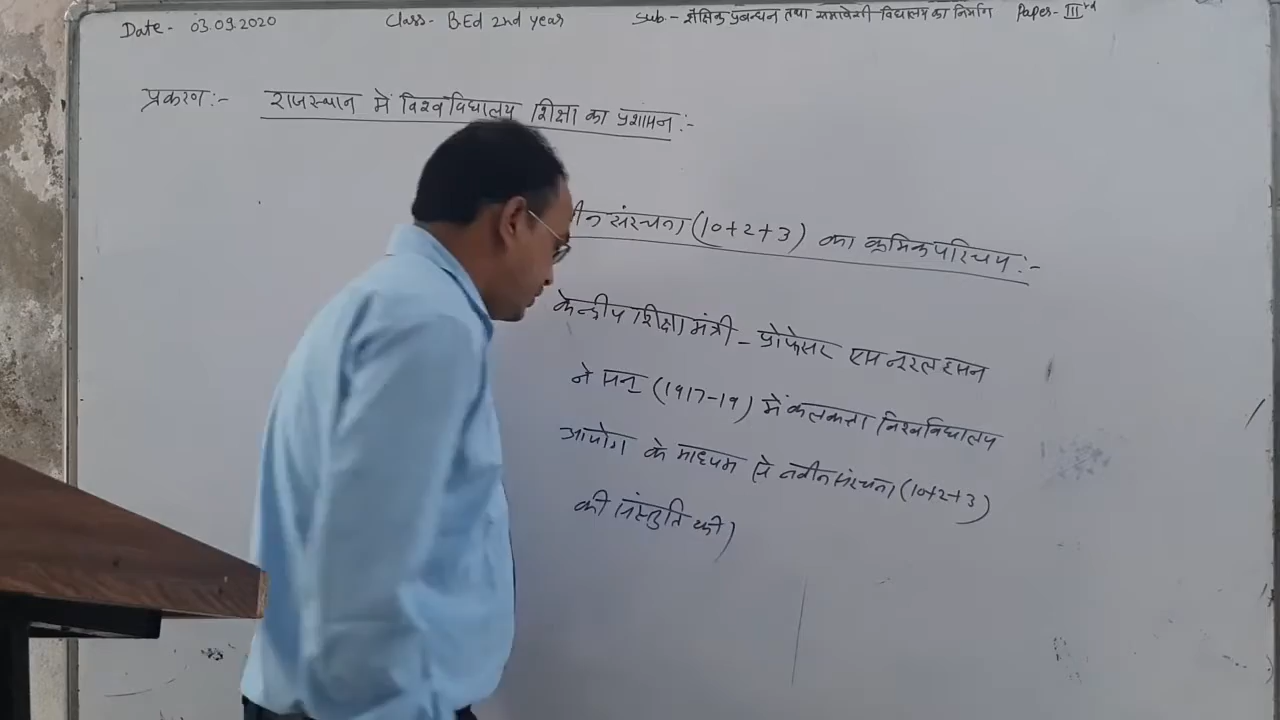 Date- 03.09.2020 Class- B.Ed 2nd year Sub- शैक्षिक प्रबन्धन तथा समावेशी विद्यालय का निर्माण Paper- IIIrd
प्रकरण:- राजस्थान में विश्वविद्यालय शिक्षा का प्रशासन:-
संरचना (10+2+3) का क्रमिक परिचय:-
केन्द्रीय शिक्षा मंत्री - प्रोफेसर एम नूरुल हसन
ने सन् (1917-19) में कलकत्ता विश्वविद्यालय
आयोग के माध्यम से नवीन संरचना (10+2+3)
की संस्तुति की)